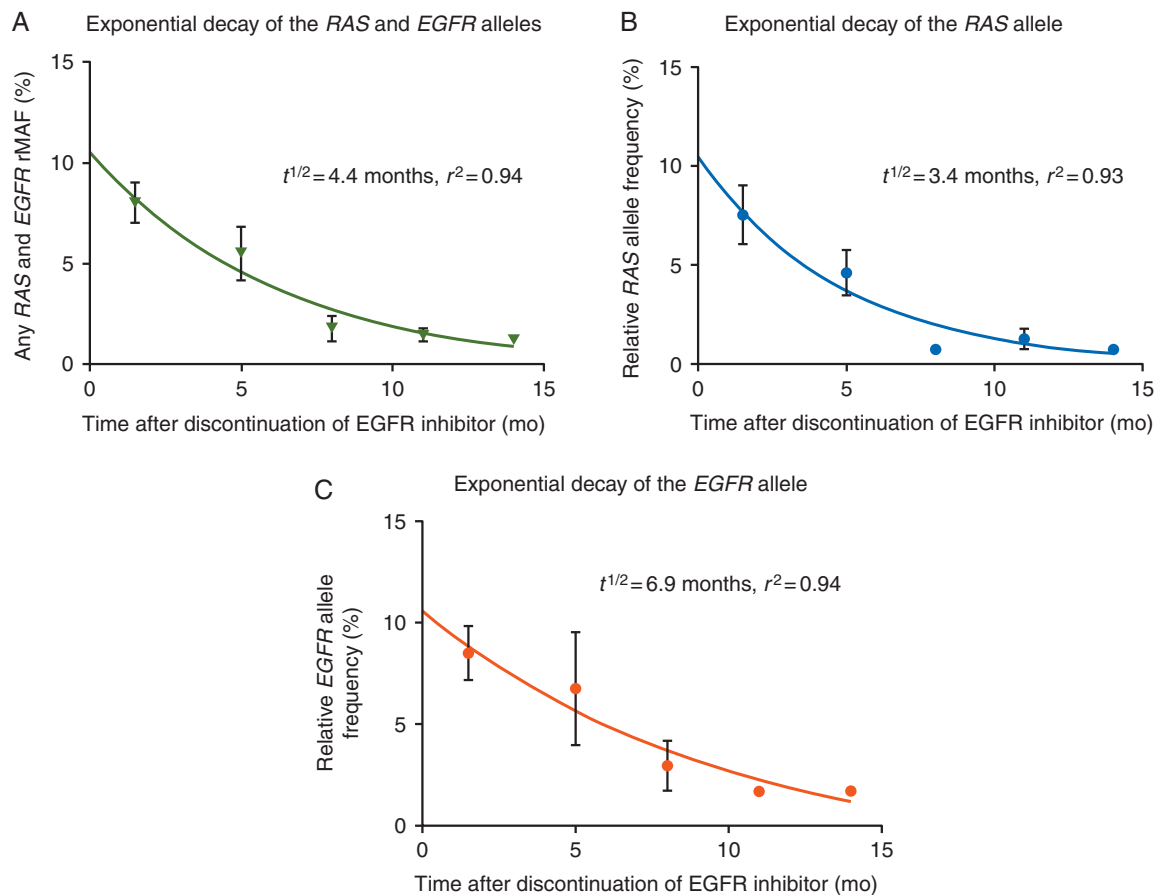 A
Exponential decay of the RAS and EGFR alleles
Any RAS and EGFR rMAF (%)
15
10
5
0
t1/2 = 4.4 months, r2 = 0.94
0 5 10 15
Time after discontinuation of EGFR inhibitor (mo)
B
Exponential decay of the RAS allele
Relative RAS allele frequency (%)
15
10
5
0
t1/2 = 3.4 months, r2 = 0.93
0 5 10 15
Time after discontinuation of EGFR inhibitor (mo)
C
Exponential decay of the EGFR allele
Relative EGFR allele
frequency (%)
15
10
5
0
t1/2 = 6.9 months, r2 = 0.94
0 5 10 15
Time after discontinuation of EGFR inhibitor (mo)